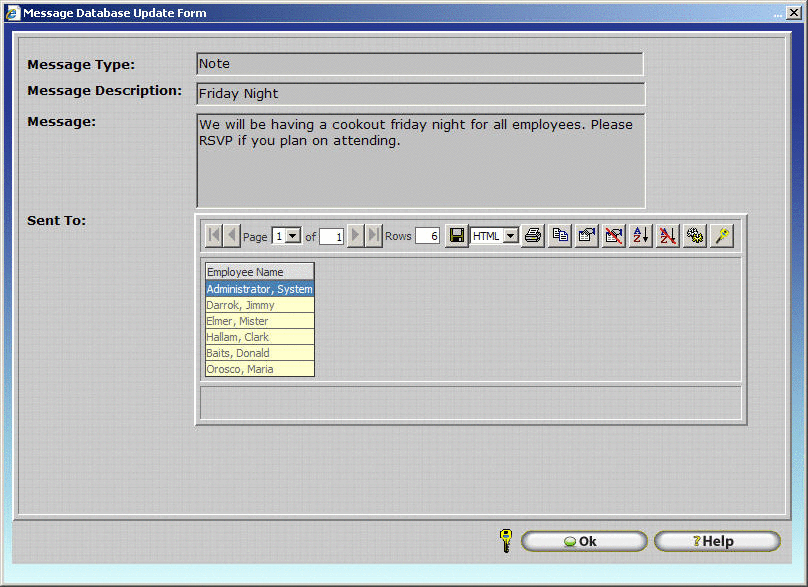 Message Database Update Form
Message Type: Note
Message Description: Friday Night
Message: We will be having a cookout friday night for all employees. Please
RSVP if you plan on attending.
Sent To:
Page 1 of 1 Rows 6 HTML
Employee Name
Administrator, System
Darrok, Jimmy
Elmer, Mister
Hallam, Clark
Baits, Donald
Orosco, Maria
Ok ?Help